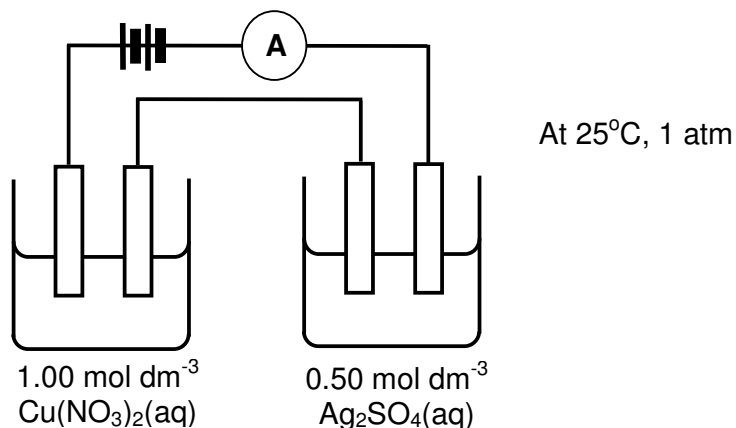 A
At 25°C, 1 atm
1.00 mol dm⁻³
Cu(NO₃)₂(aq)
0.50 mol dm⁻³
Ag₂SO₄(aq)